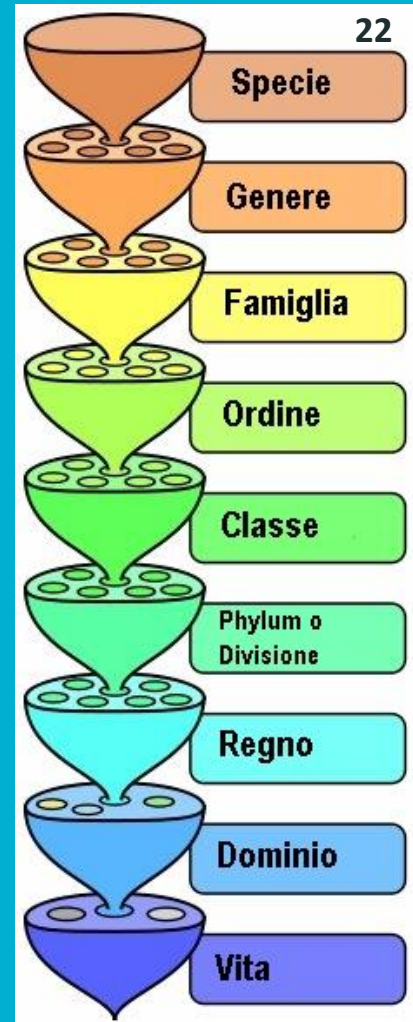 22
Specie
Genere
Famiglia
Ordine
Classe
Phylum o
Divisione
Regno
Dominio
Vita